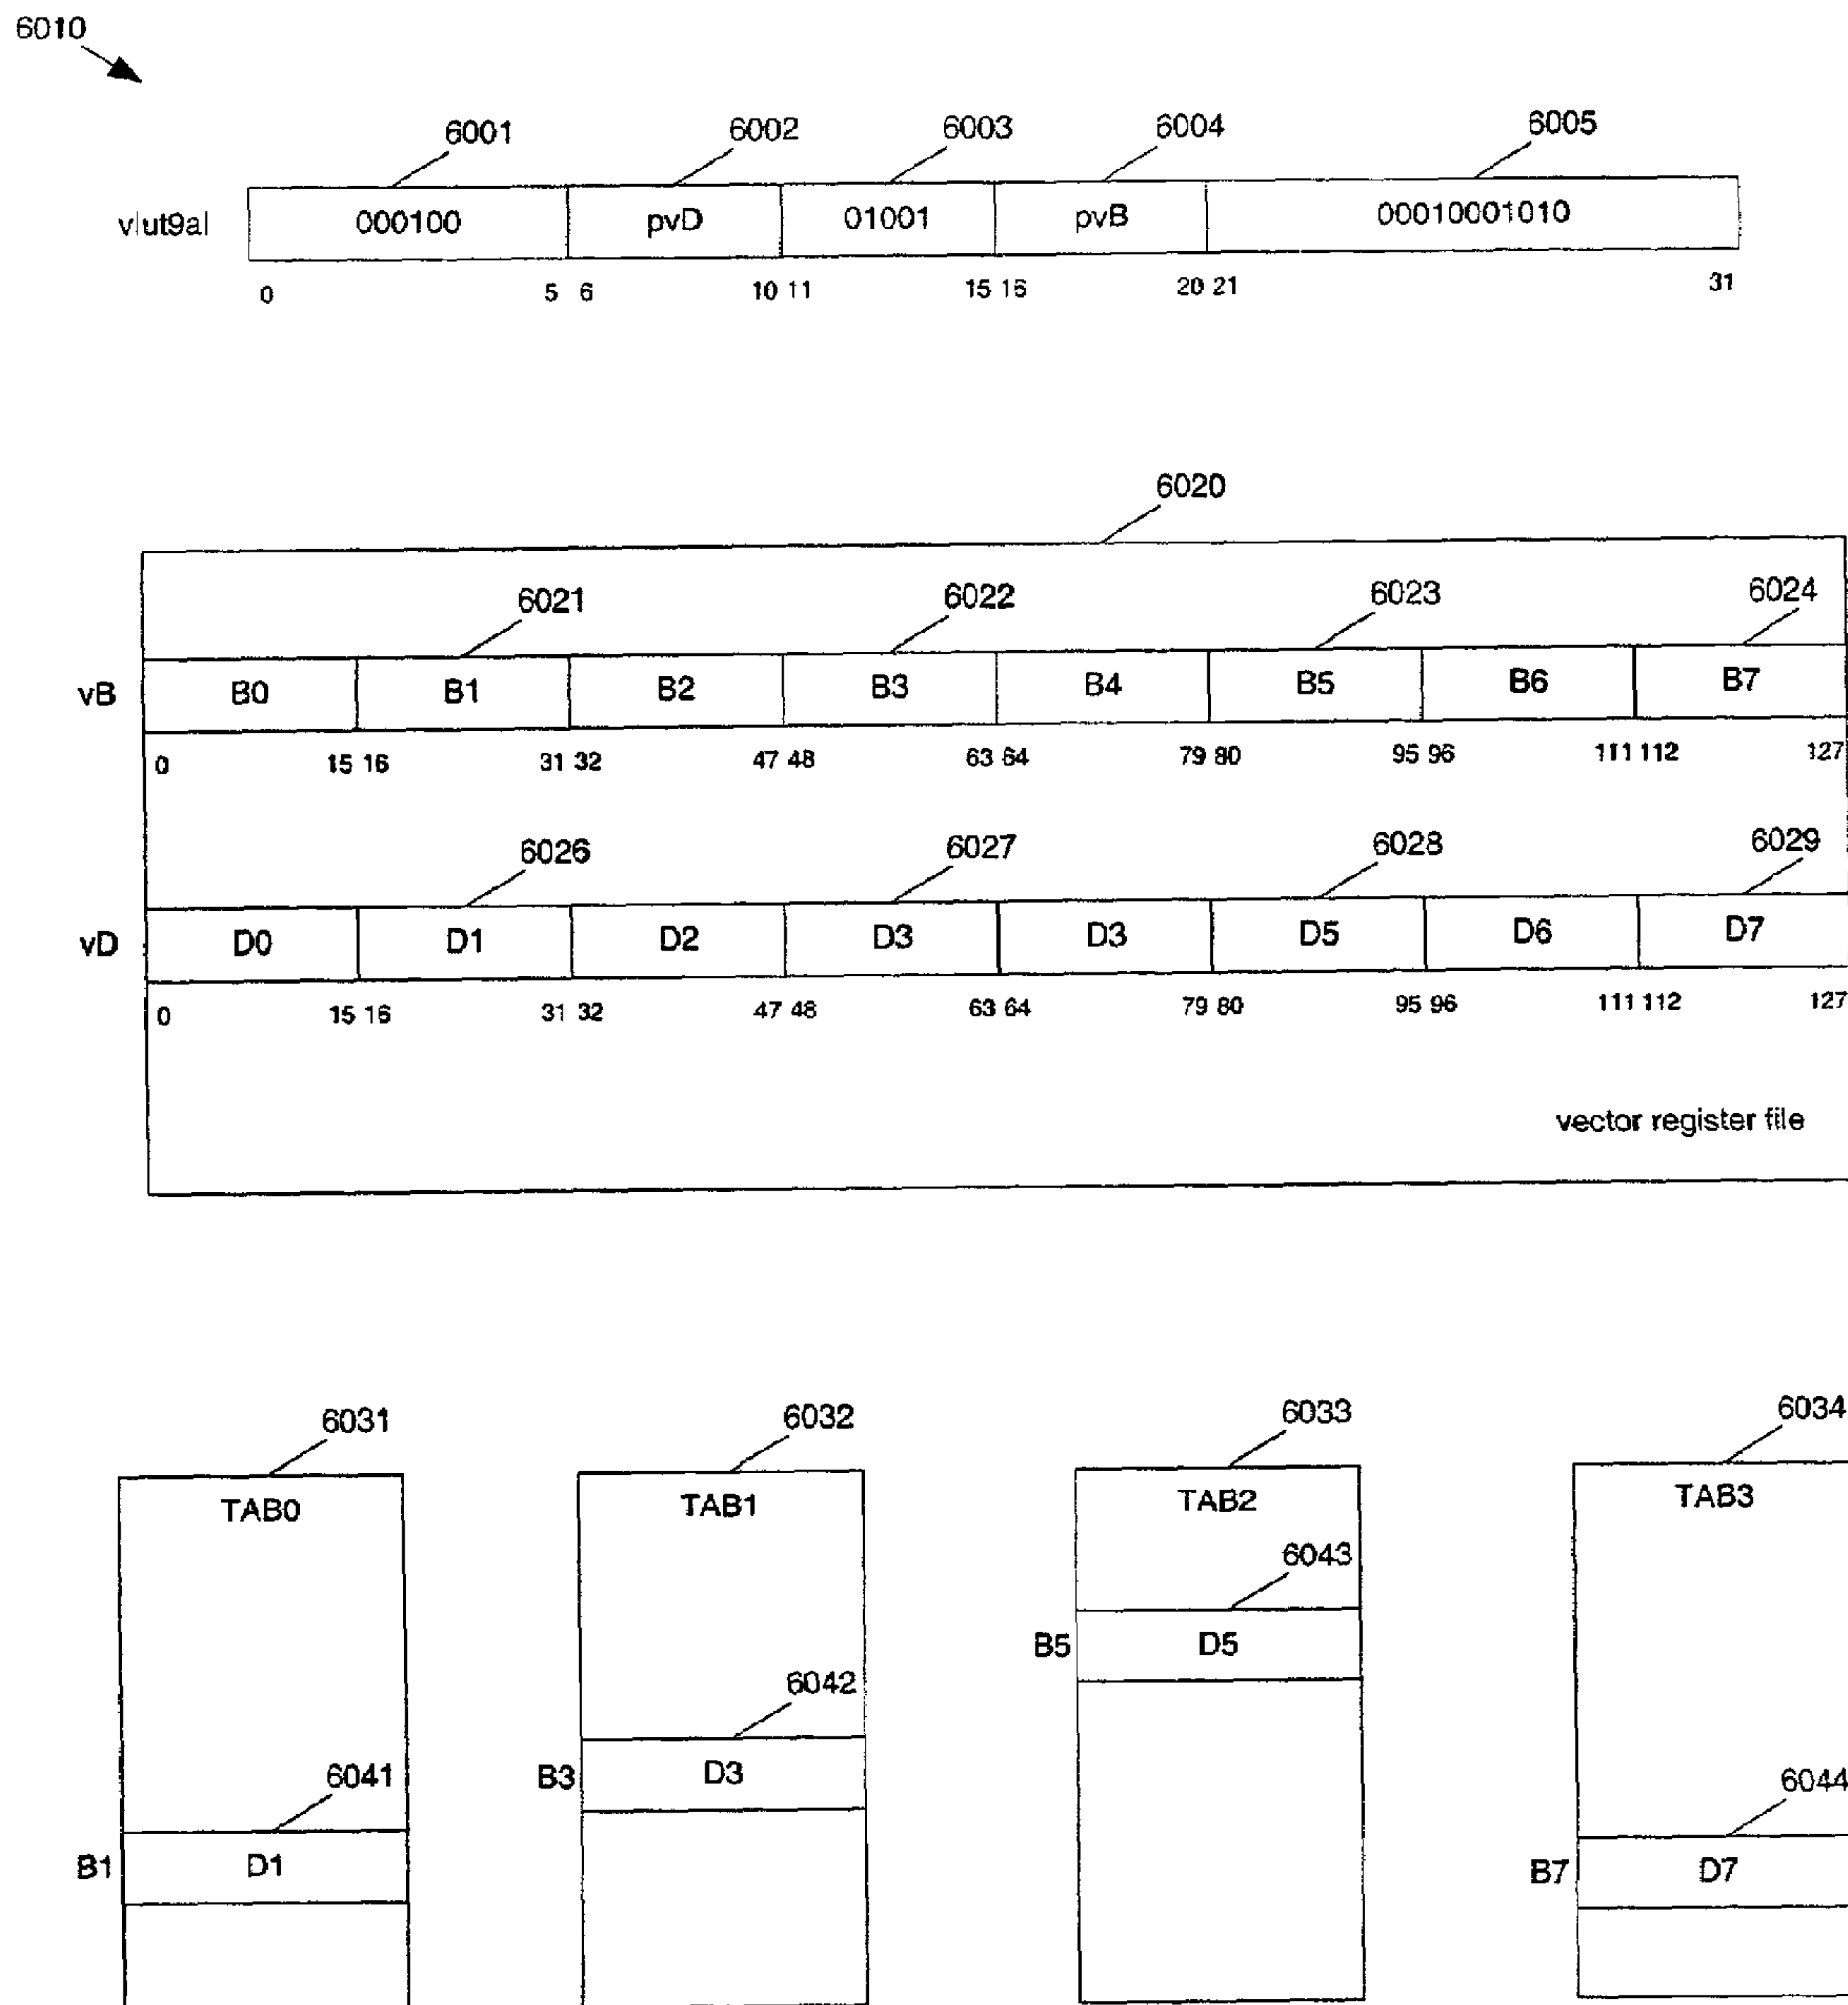 6010
6001 6002 6003 6004 6005
vlut9al 000100 pvD 01001 pvB 00010001010
0 5 6 10 11 15 16 20 21 31
6020
6021 6022 6023 6024
vB B0 B1 B2 B3 B4 B5 B6 B7
0 15 16 31 32 47 48 63 64 79 80 95 96 111 112 127
6026 6027 6028 6029
vD D0 D1 D2 D3 D3 D5 D6 D7
0 15 16 31 32 47 48 63 64 79 80 95 96 111 112 127
vector register file
6031 6032 6033 6034
TAB0 TAB1 TAB2 TAB3
6043
B5 D5
6042
B3 D3
6041 6044
B1 D1 B7 D7